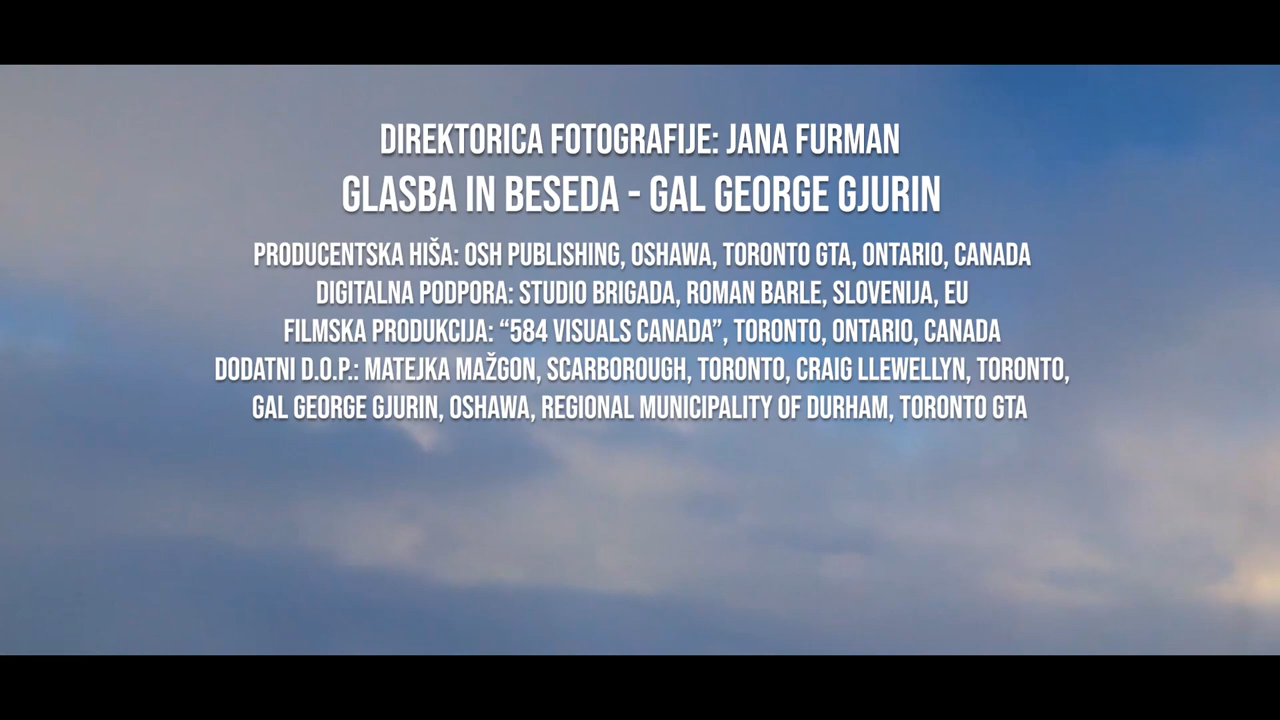 DIREKTORICA FOTOGRAFIJE: JANA FURMAN
GLASBA IN BESEDA - GAL GEORGE GJURIN
PRODUCENTSKA HIŠA: OSH PUBLISHING, OSHAWA, TORONTO GTA, ONTARIO, CANADA
DIGITALNA PODPORA: STUDIO BRIGADA, ROMAN BARLE, SLOVENIJA, EU
FILMSKA PRODUKCIJA: “584 VISUALS CANADA”, TORONTO, ONTARIO, CANADA
DODATNI D.O.P.: MATEJKA MAŽGON, SCARBOROUGH, TORONTO, CRAIG LLEWELLYN, TORONTO,
GAL GEORGE GJURIN, OSHAWA, REGIONAL MUNICIPALITY OF DURHAM, TORONTO GTA